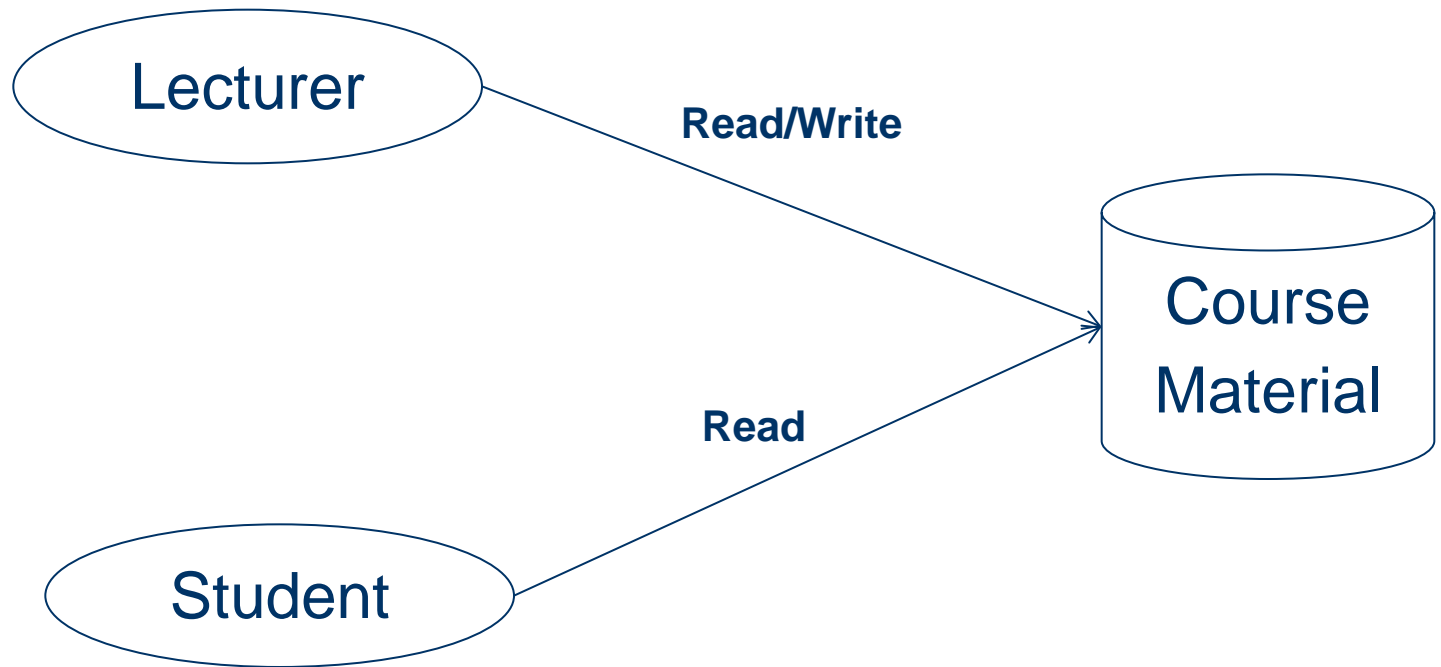 Lecturer
Read/Write
Course
Material
Read
Student